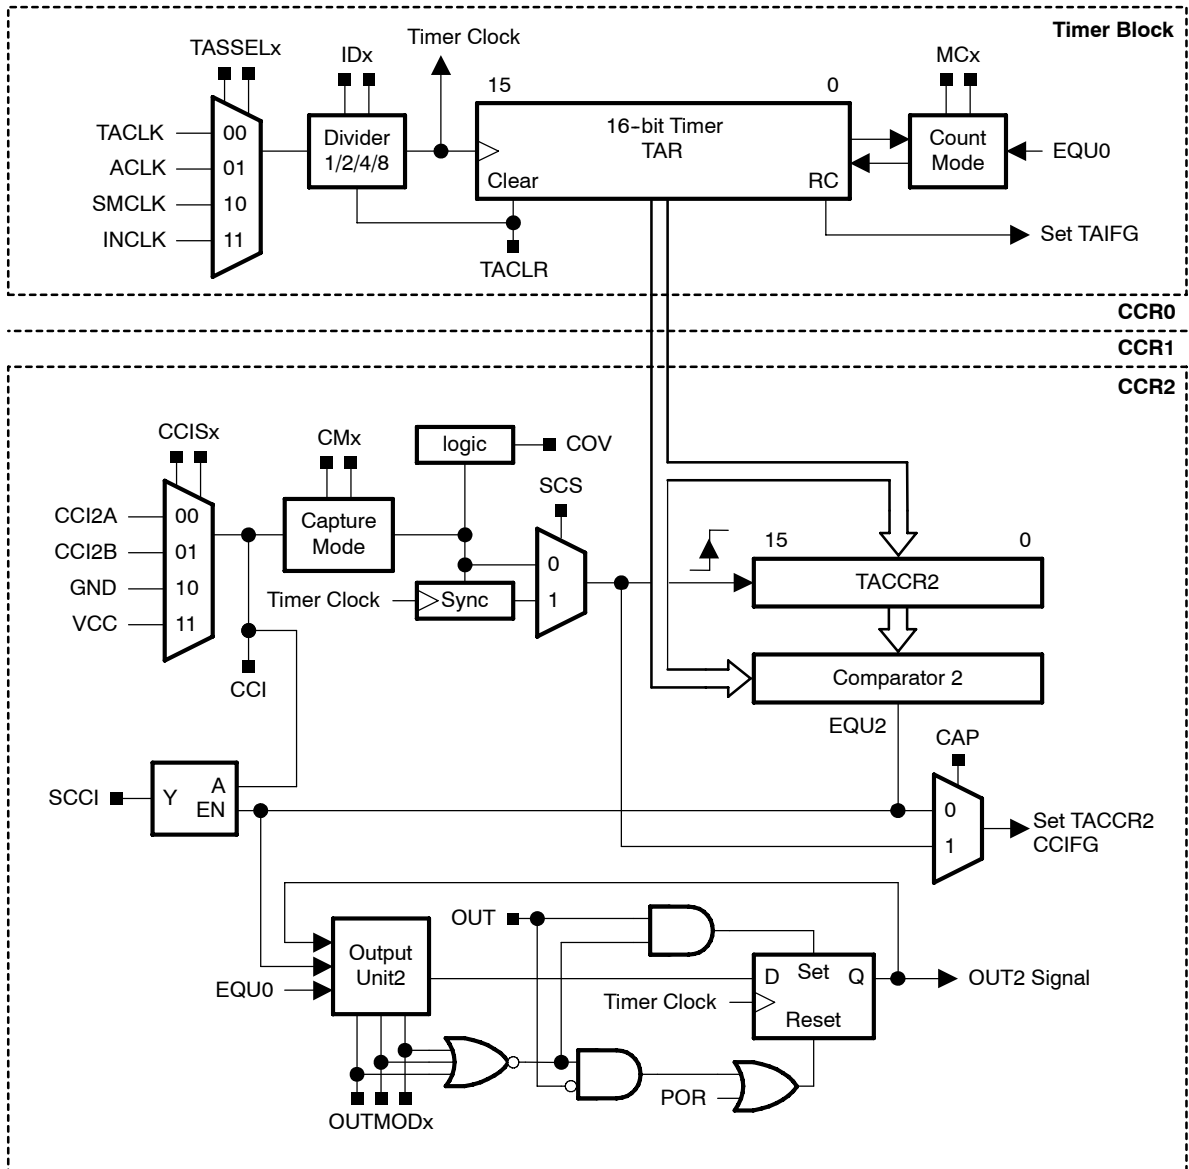 Timer Block
TASSELx
IDx
Timer Clock
15
0
MCx
TACLK
ACLK
SMCLK
INCLK
00
01
10
11
Divider
1/2/4/8
16-bit Timer
TAR
Clear
RC
Count
Mode
EQU0
Set TAIFG
TACLR
CCR0
CCR1
CCR2
CCISx
CMx
logic
COV
SCS
CCI2A
CCI2B
GND
VCC
00
01
10
11
Capture
Mode
0
1
Timer Clock
Sync
15
0
TACCR2
CCI
Comparator 2
EQU2
CAP
SCCI
Y
A
EN
0
1
Set TACCR2
CCIFG
OUT
Output
Unit2
EQU0
D
Set
Q
Timer Clock
Reset
OUT2 Signal
POR
OUTMODx